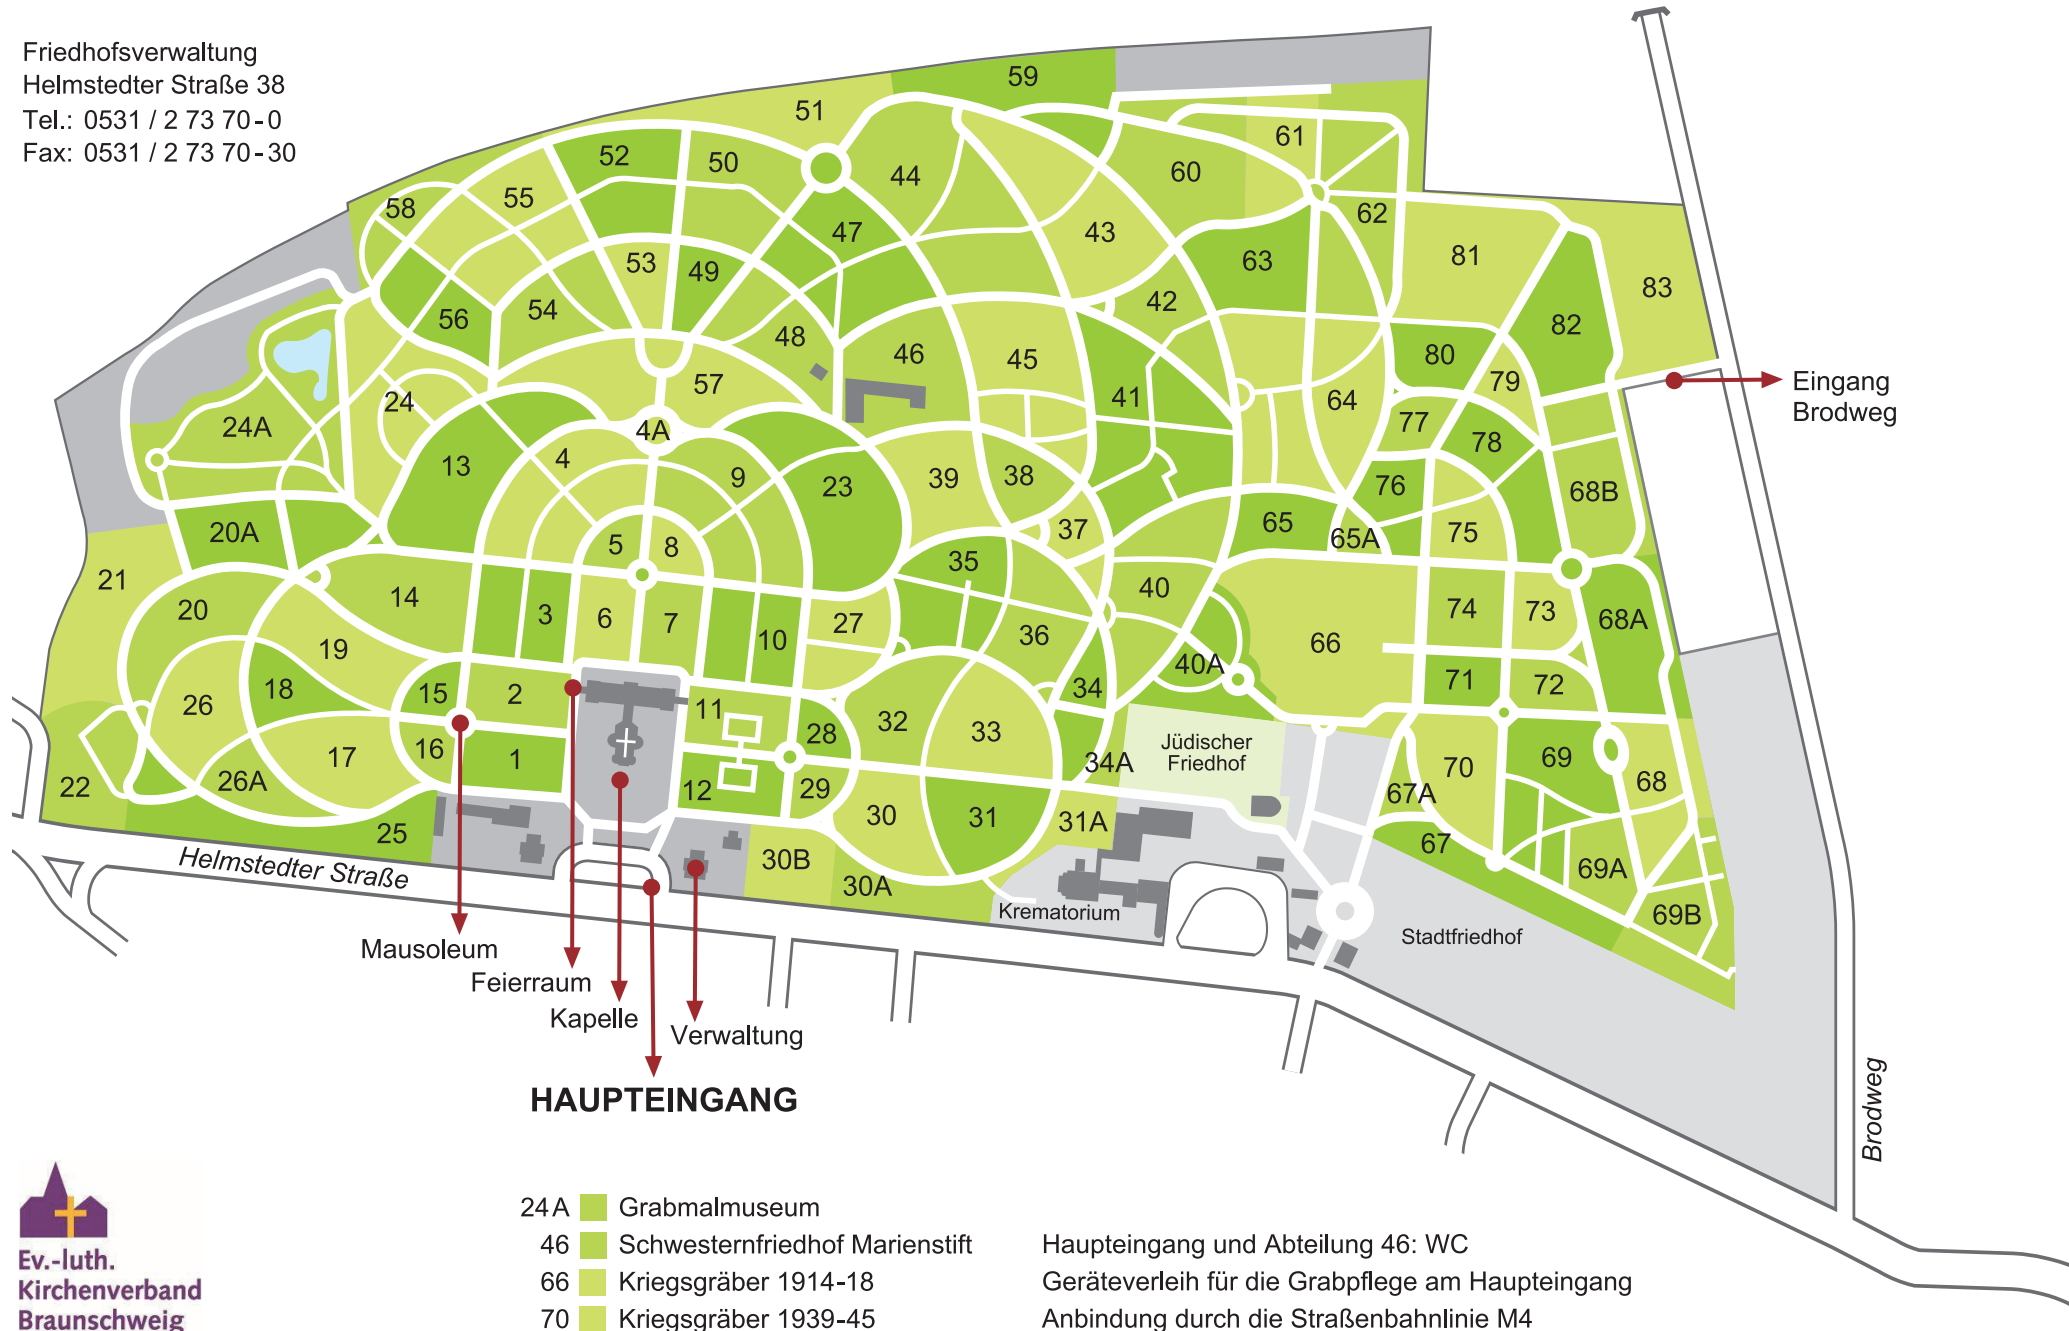 Friedhofsverwaltung
Helmstedter Straße 38
Tel.: 0531 / 2 73 70-0
Fax: 0531 / 2 73 70-30
59
51
61
52
50
44
60
55
58
62
47
43
81
63
53
49
83
42
54
56
82
48
46
45
80
57
79
Eingang
Brodweg
24
41
64
77
24A
4A
78
4
13
9
39
38
23
76
68B
20A
65
37
65A
75
5
8
35
21
40
14
20
74
73
3
6
7
27
68A
36
10
19
66
40A
71
72
18
15
2
34
26
11
32
33
28
Jüdischer
Friedhof
16
17
1
34A
69
70
68
26A
22
12
29
67A
30
31
31A
25
67
30B
69A
Helmstedter Straße
30A
Krematorium
69B
Stadtfriedhof
Mausoleum
Feierraum
Kapelle
Verwaltung
HAUPTEINGANG
Brodweg
Ev.-luth.
Kirchenverband
Braunschweig
24A Grabmalmuseum
46 Schwesternfriedhof Marienstift
66 Kriegsgräber 1914-18
70 Kriegsgräber 1939-45
Haupteingang und Abteilung 46: WC
Geräteverleih für die Grabpflege am Haupteingang
Anbindung durch die Straßenbahnlinie M4